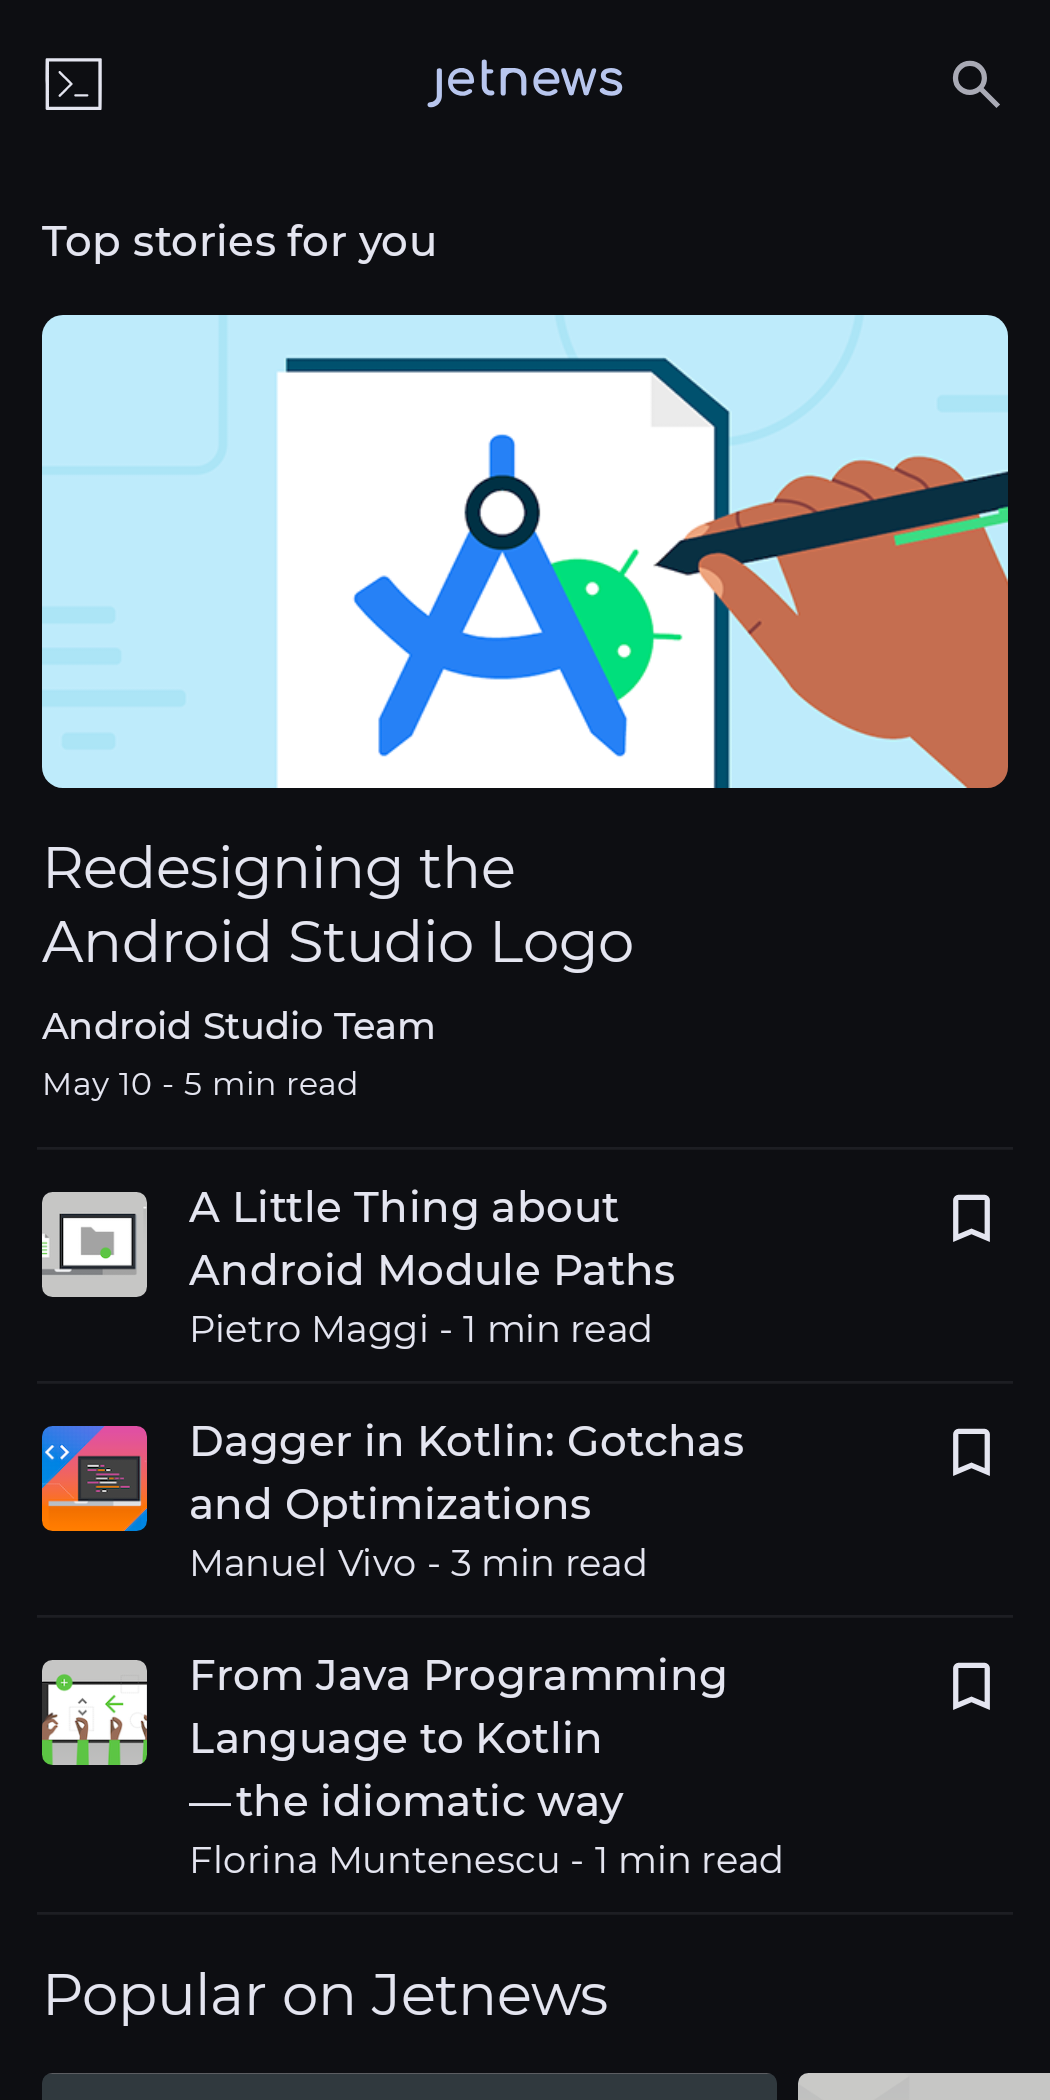 jetnews
Top stories for you
Redesigning the
Android Studio Logo
Android Studio Team
May 10 - 5 min read
A Little Thing about
Android Module Paths
Pietro Maggi - 1 min read
Dagger in Kotlin: Gotchas
and Optimizations
Manuel Vivo - 3 min read
From Java Programming
Language to Kotlin
—the idiomatic way
Florina Muntenescu - 1 min read
Popular on Jetnews